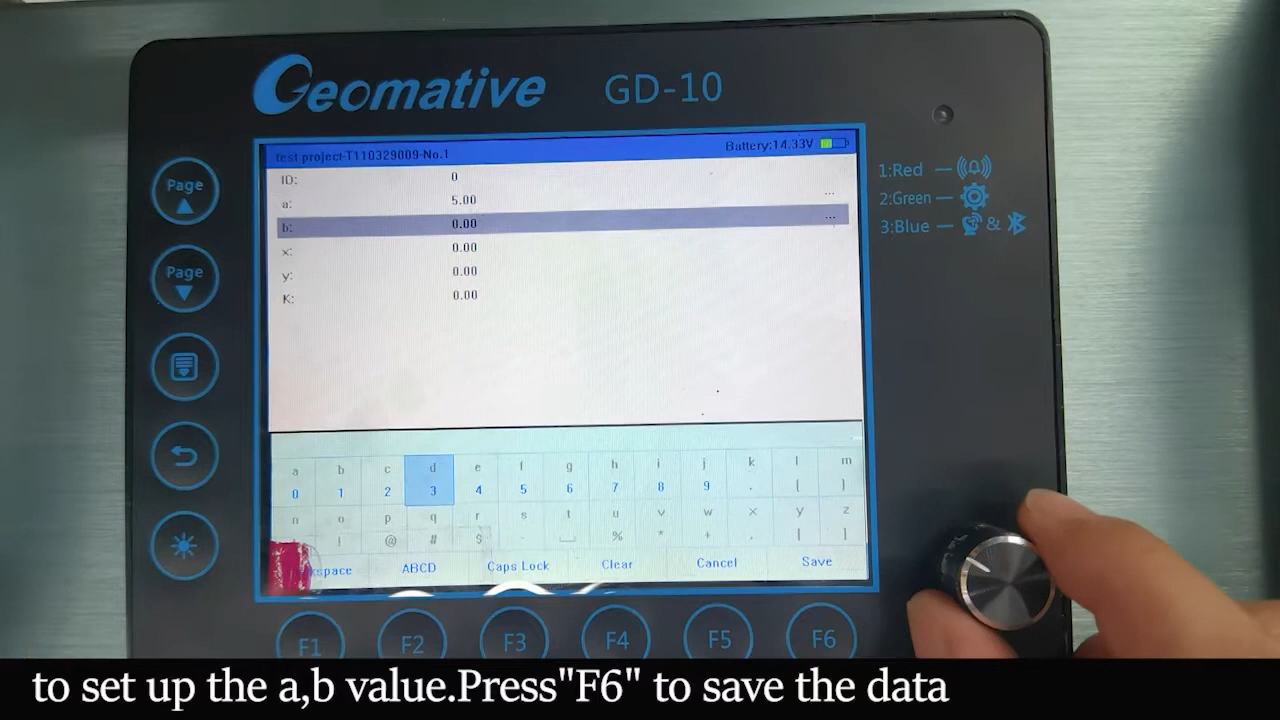 Geomative GD-10
test project-T110329009-No.1 Battery:14.33V
ID: 0
a: 5.00 ...
b: 0.00 ...
x: 0.00
y: 0.00
K: 0.00
a b c d e f g h i j k l m
0 1 2 3 4 5 6 7 8 9 . [ ]
n o p q r s t u v w x y z
! @ # $ - % * + .
ABCD Caps Lock Clear Cancel Save
F1 F2 F3 F4 F5 F6
Page
Page
1:Red —
2:Green —
3:Blue — &
to set up the a,b value.Press"F6" to save the data